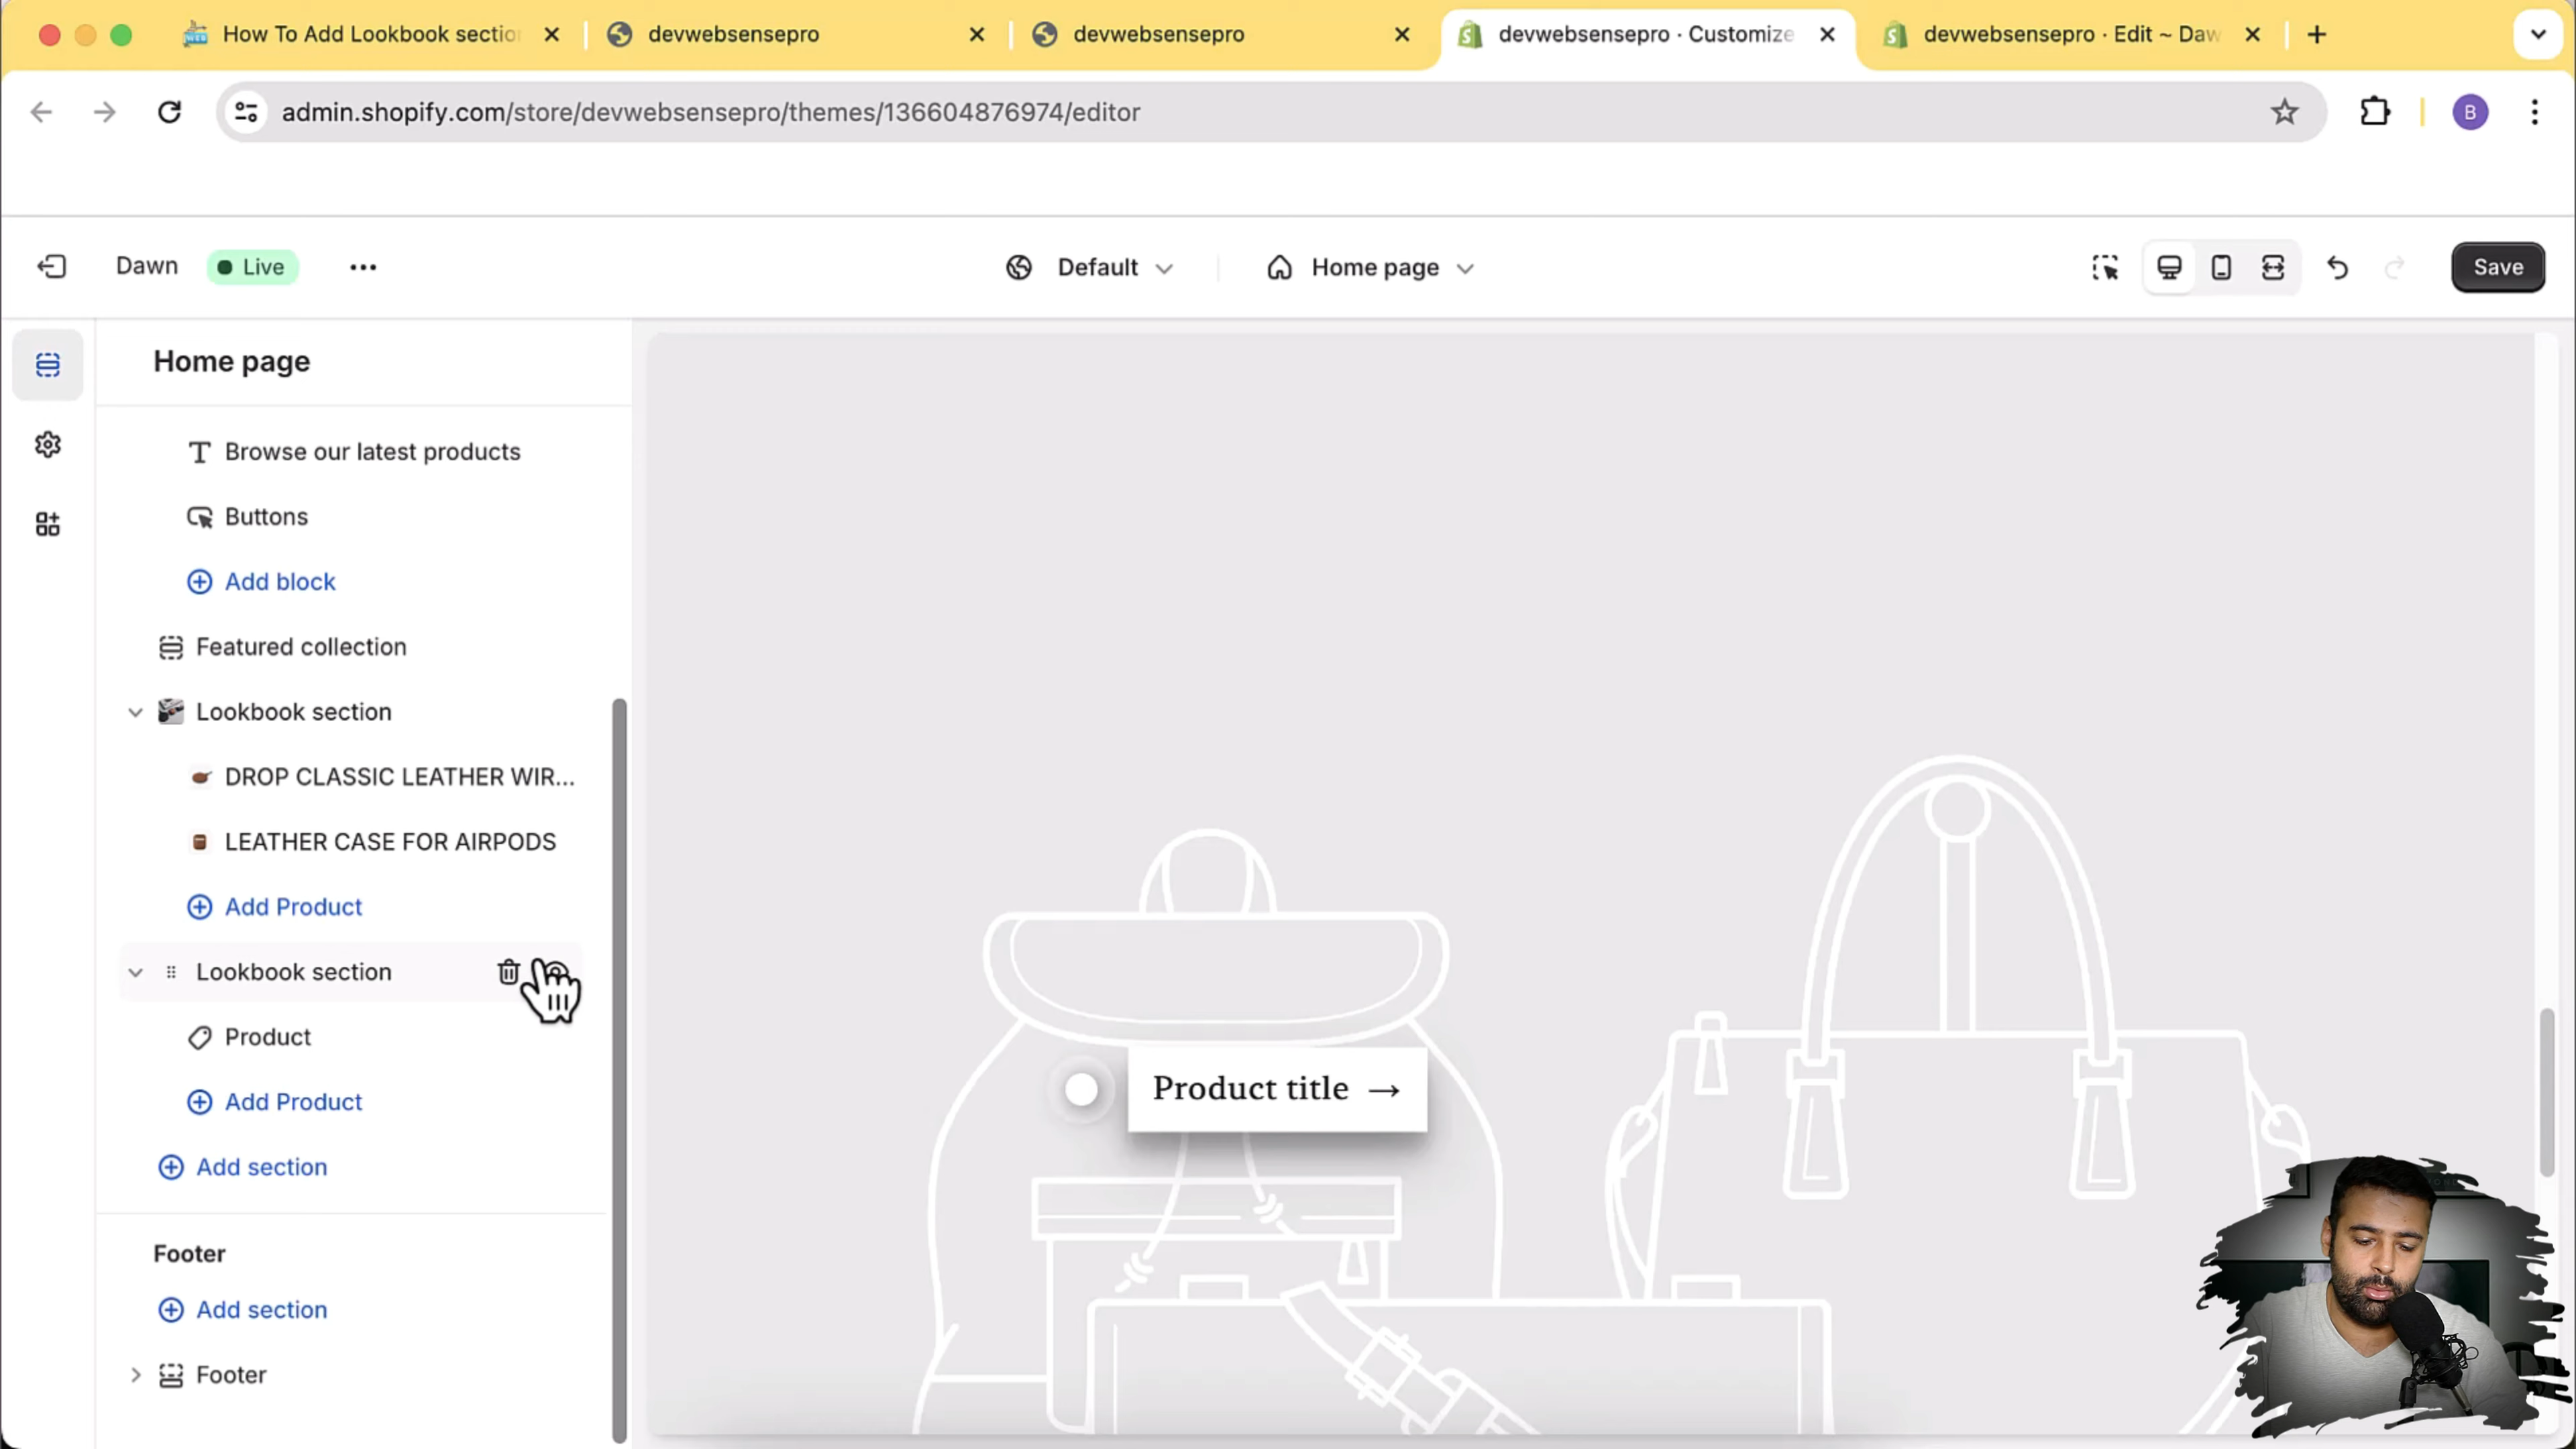 How To Add Lookbook section
devwebsensepro
devwebsensepro
devwebsensepro · Customize
devwebsensepro · Edit ~ Daw
admin.shopify.com/store/devwebsensepro/themes/136604876974/editor
B
Dawn
Live
Default
Home page
Save
Home page
Browse our latest products
Buttons
Add block
Featured collection
Lookbook section
DROP CLASSIC LEATHER WIR...
LEATHER CASE FOR AIRPODS
Add Product
Lookbook section
Product
Add Product
Add section
Footer
Add section
Footer
Product title →